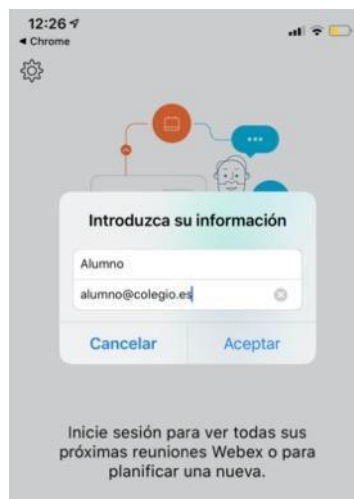 12:26
◀ Chrome
Introduzca su información
Alumno
alumno@colegio.es
Cancelar
Aceptar
Inicie sesión para ver todas sus
próximas reuniones Webex o para
planificar una nueva.